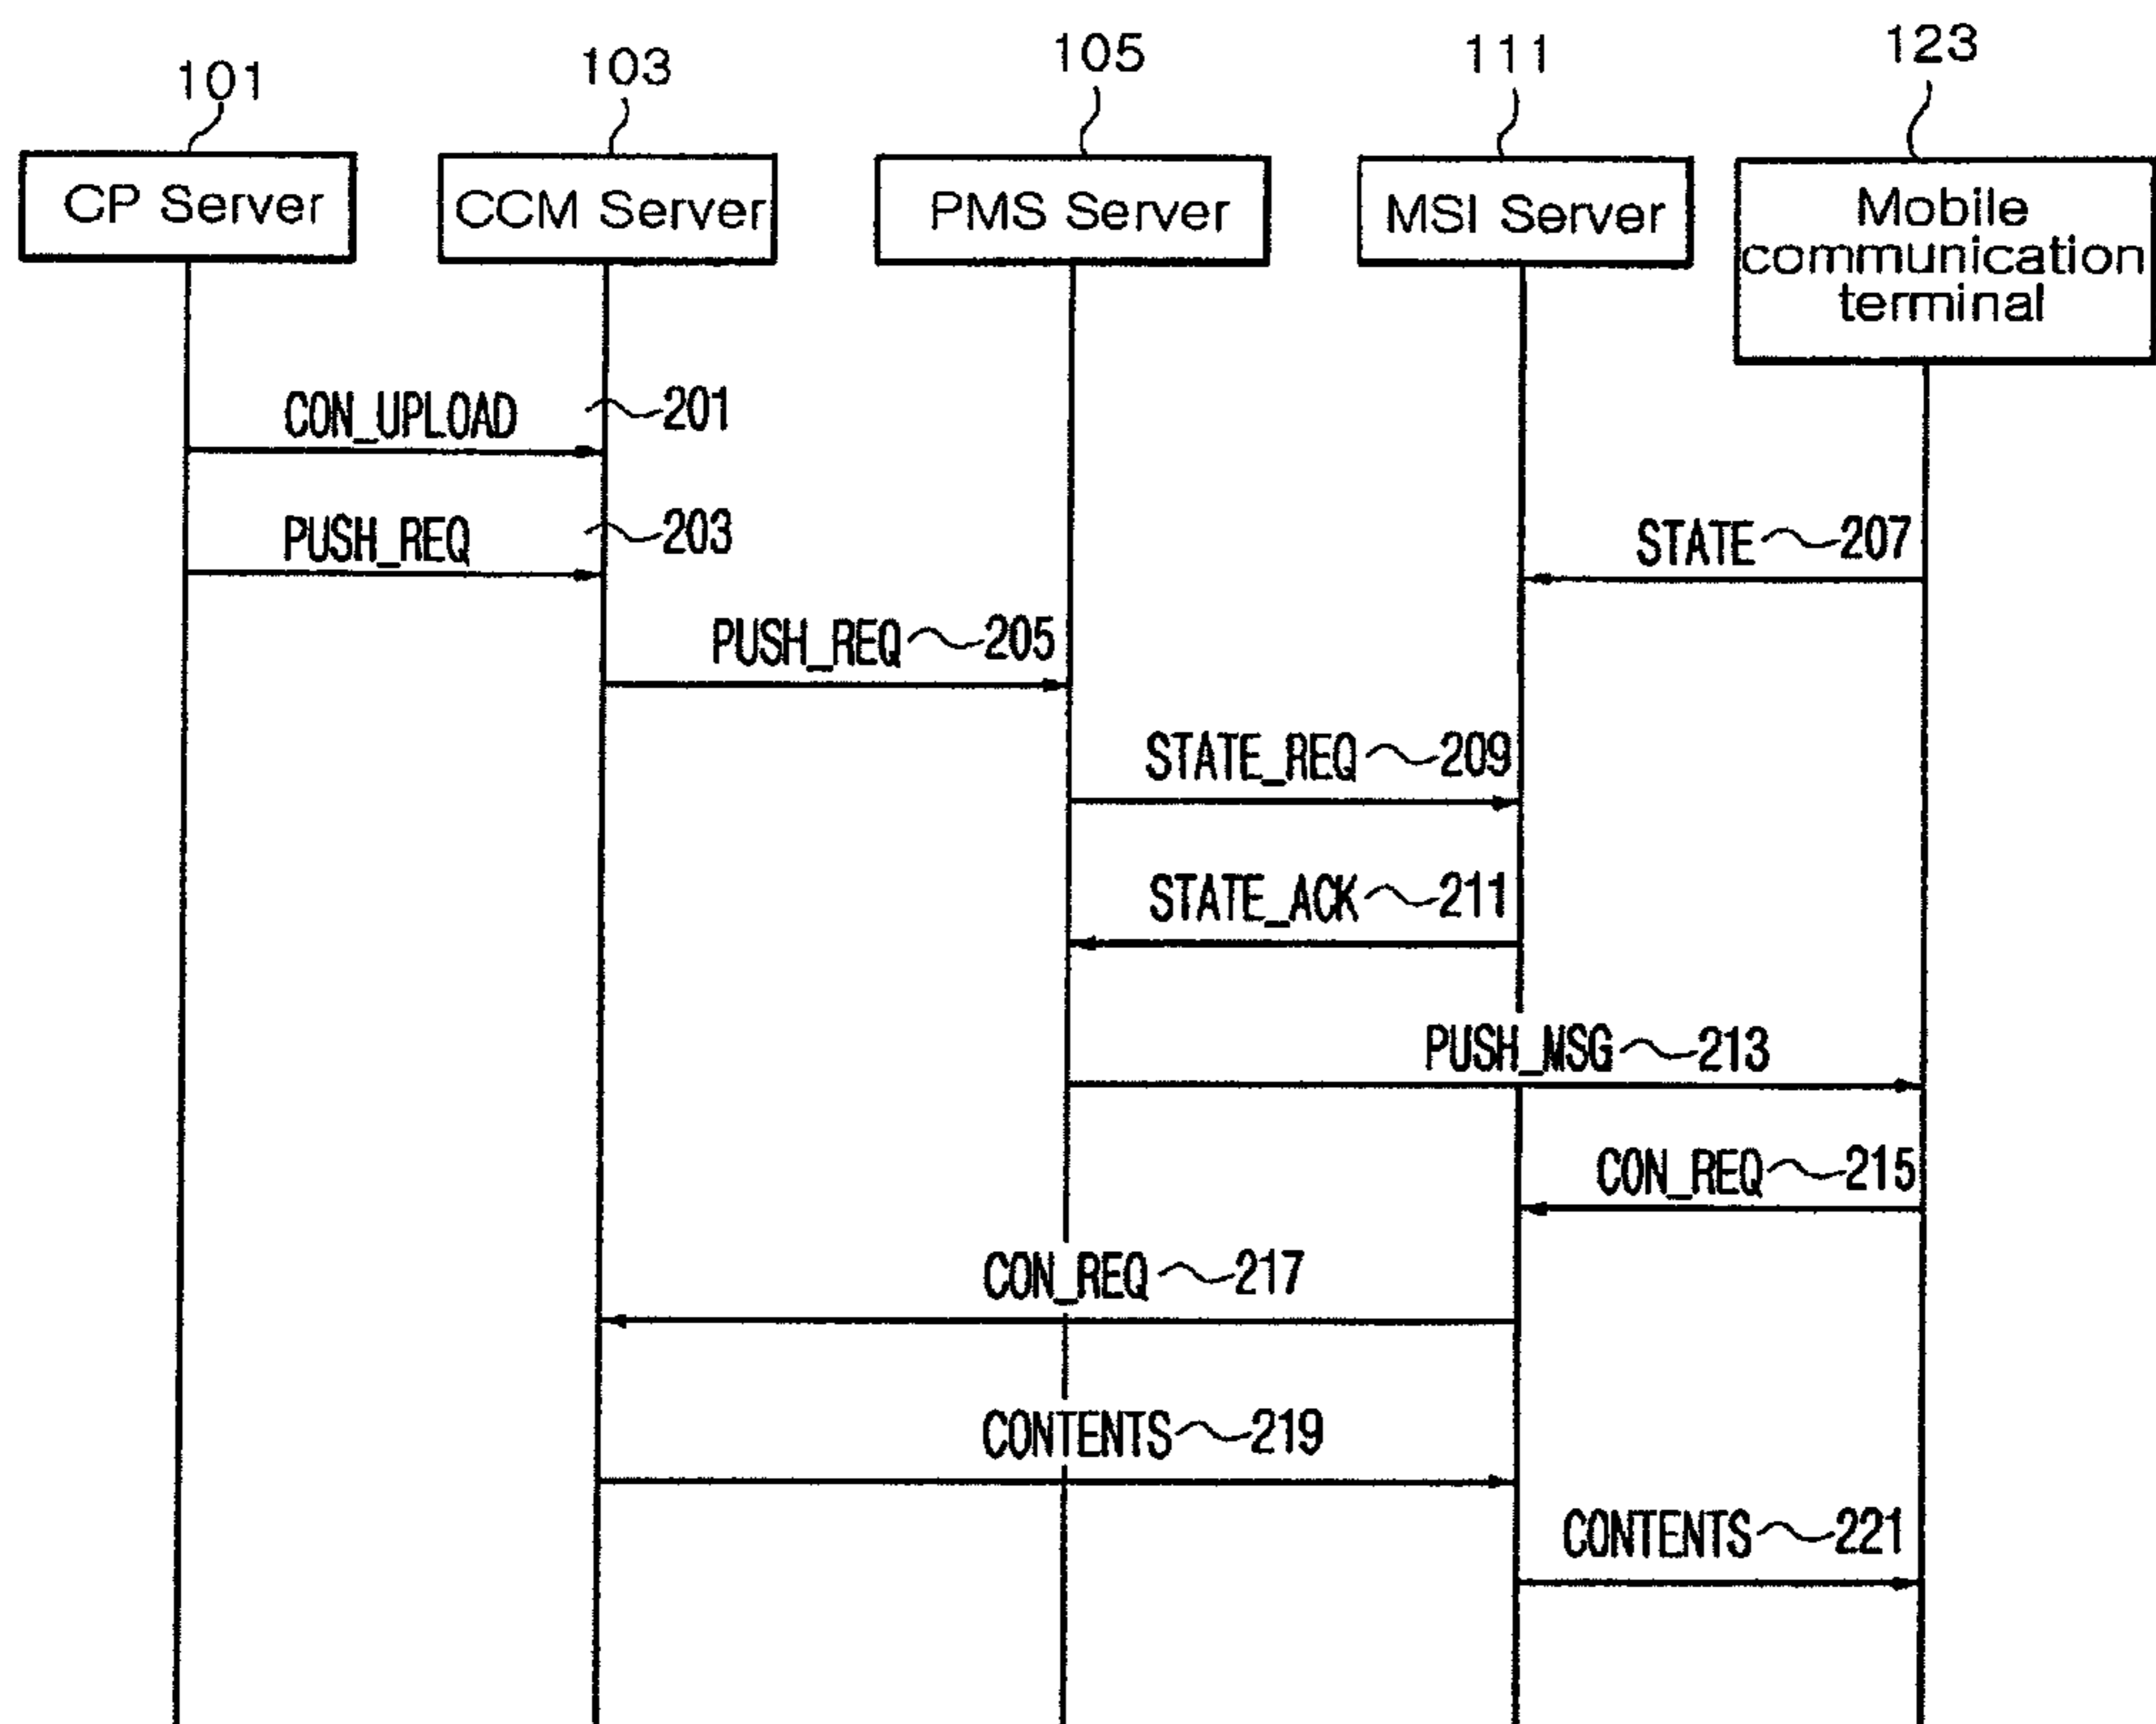 101
103
105
111
123
CP Server
CCM Server
PMS Server
MSI Server
Mobile
communication
terminal
CON_UPLOAD 201
PUSH_REQ 203
STATE 207
PUSH_REQ 205
STATE_REQ 209
STATE_ACK 211
PUSH_MSG 213
CON_REQ 215
CON_REQ 217
CONTENTS 219
CONTENTS 221